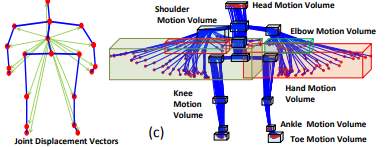 Head Motion Volume
Shoulder
Motion Volume
Elbow Motion Volume
Knee
Motion
Volume
Hand Motion
Volume
(c)
Ankle Motion Volume
Toe Motion Volume
Joint Displacement Vectors